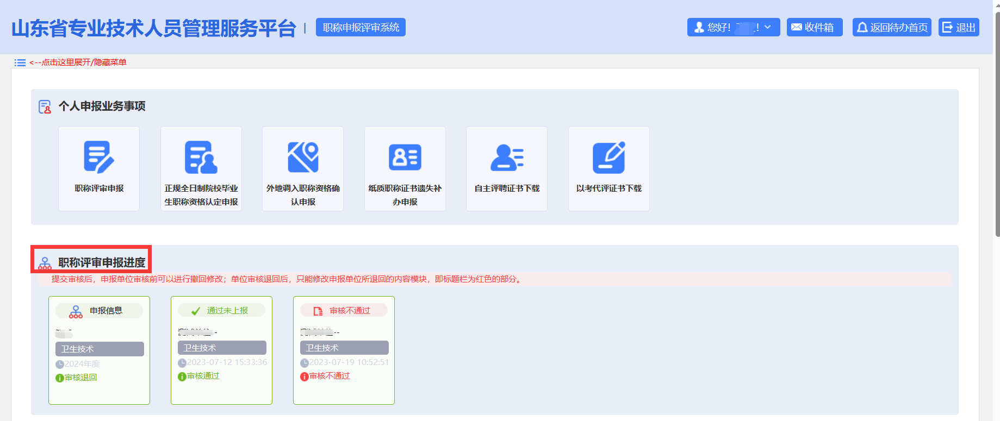 山东省专业技术人员管理服务平台 | 职称申报评审系统
您好! ! 收件箱 返回待办首页 退出
<--点击这里展开/隐藏菜单
个人申报业务事项
职称评审申报
正规全日制院校毕业
生职称资格认定申报
外地调入职称资格确
认申报
纸质职称证书遗失补
办申报
自主评聘证书下载
以考代评证书下载
职称评审申报进度
提交审核后，申报单位审核前可以进行撤回修改；单位审核退回后，只能修改申报单位所退回的内容模块，即标题栏为红色的部分。
申报信息
卫生技术
2024年度
审核退回
通过未上报
卫生技术
2023-07-12 15:33:36
审核通过
审核不通过
卫生技术
2023-07-19 10:52:51
审核不通过